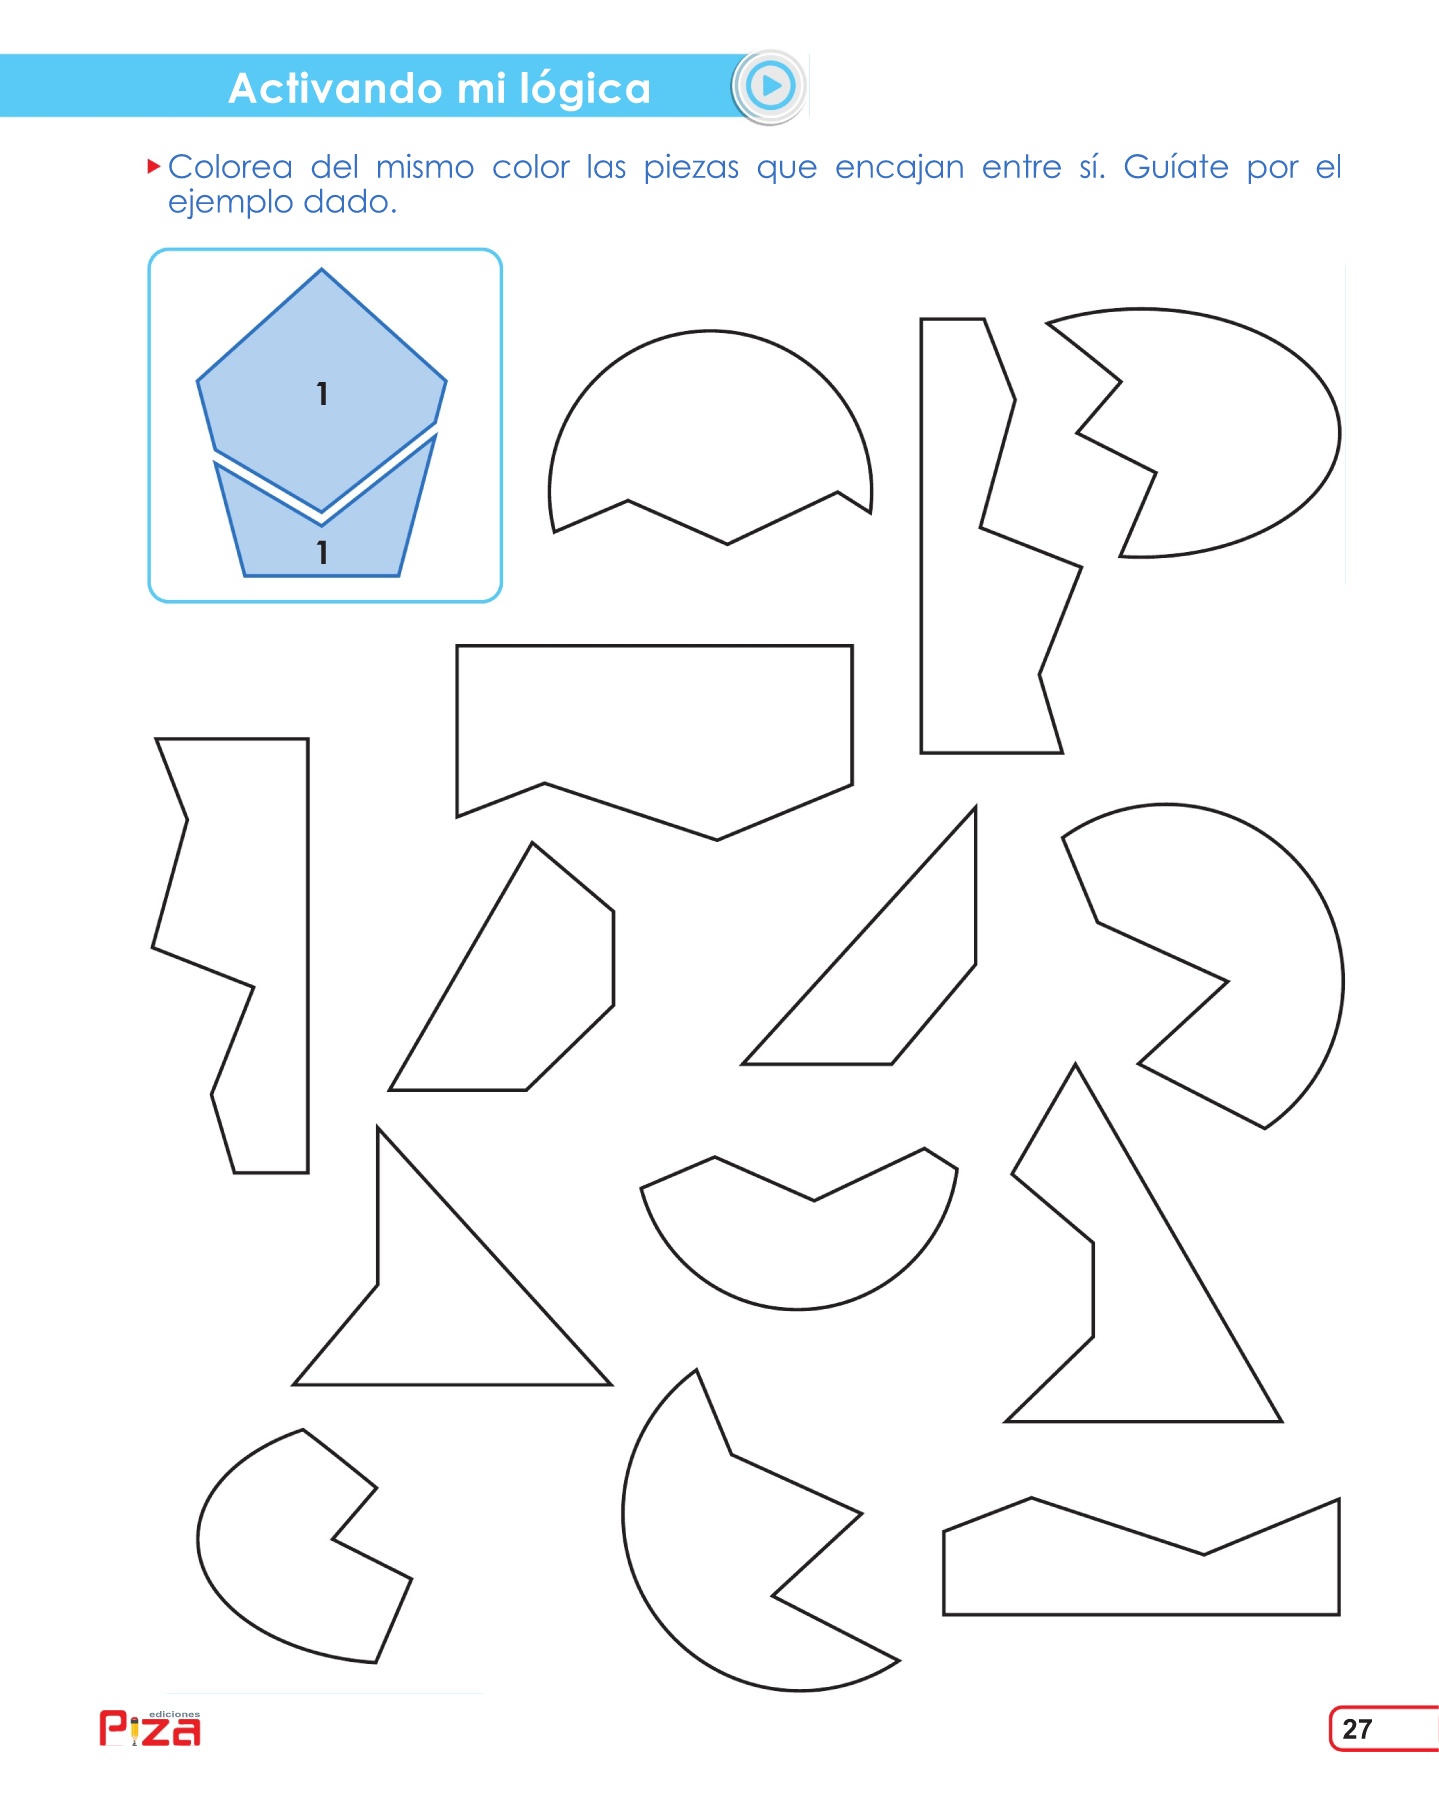 Activando mi lógica
Colorea del mismo color las piezas que encajan entre sí. Guíate por el
ejemplo dado.
1
1
ediciones
Piza
27